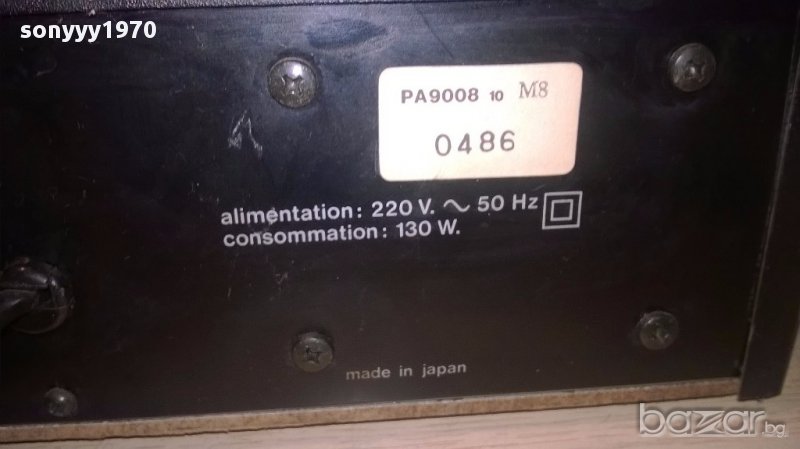 sonyyy1970
PA9008 10 M8
0486
alimentation: 220 V. ~ 50 Hz
consommation: 130 W.
made in japan
bazar.bg